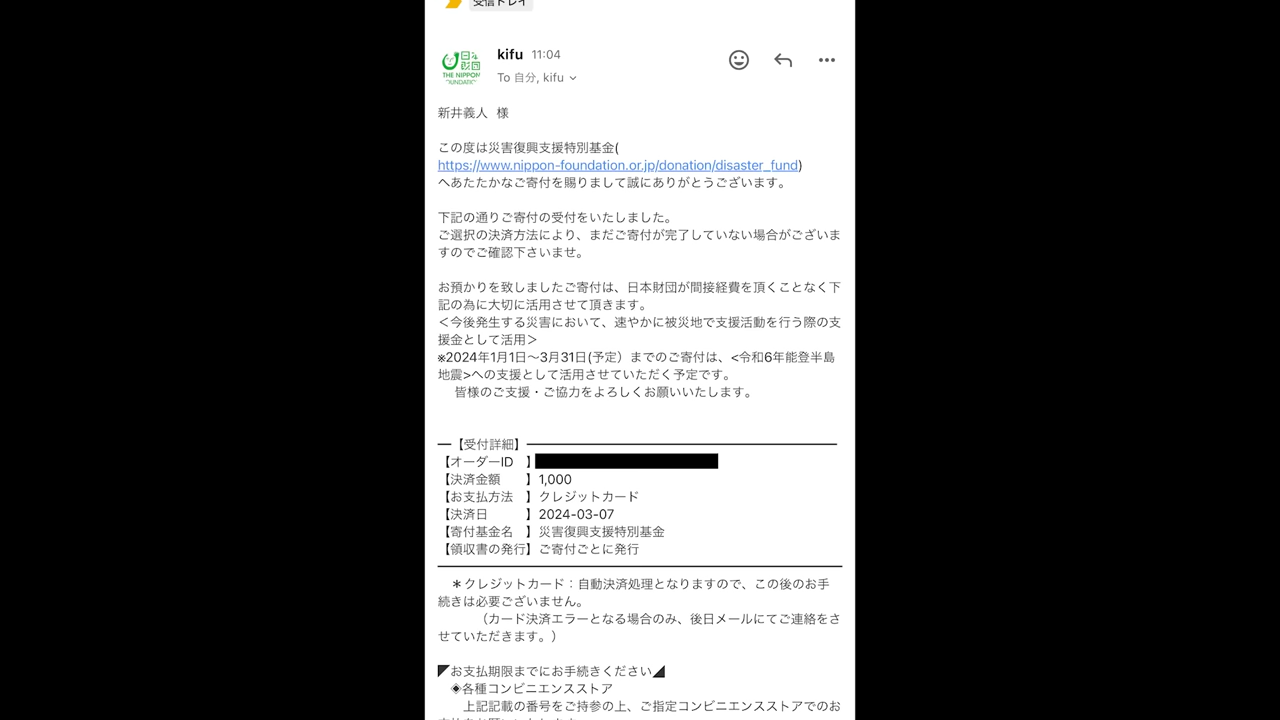 受信トレイ
kifu 11:04
To 自分, kifu
日本財団
THE NIPPON
FOUNDATION
新井義人 様
この度は災害復興支援特別基金(
https://www.nippon-foundation.or.jp/donation/disaster_fund)
へあたたかなご寄付を賜りまして誠にありがとうございます。
下記の通りご寄付の受付をいたしました。
ご選択の決済方法により、まだご寄付が完了していない場合がございま
すのでご確認下さいませ。
お預かりを致しましたご寄付は、日本財団が間接経費を頂くことなく下
記の為に大切に活用させて頂きます。
＜今後発生する災害において、速やかに被災地で支援活動を行う際の支
援金として活用＞
※2024年1月1日〜3月31日(予定）までのご寄付は、<令和6年能登半島
地震>への支援として活用させていただく予定です。
皆様のご支援・ご協力をよろしくお願いいたします。
【受付詳細】
【オーダーID 】
【決済金額 】1,000
【お支払方法 】クレジットカード
【決済日 】2024-03-07
【寄付基金名 】災害復興支援特別基金
【領収書の発行】ご寄付ごとに発行
＊クレジットカード：自動決済処理となりますので、この後のお手
続きは必要ございません。
（カード決済エラーとなる場合のみ、後日メールにてご連絡をさ
せていただきます。）
◤お支払期限までにお手続きください◢
◈各種コンビニエンスストア
上記記載の番号をご持参の上、ご指定コンビニエンスストアでのお